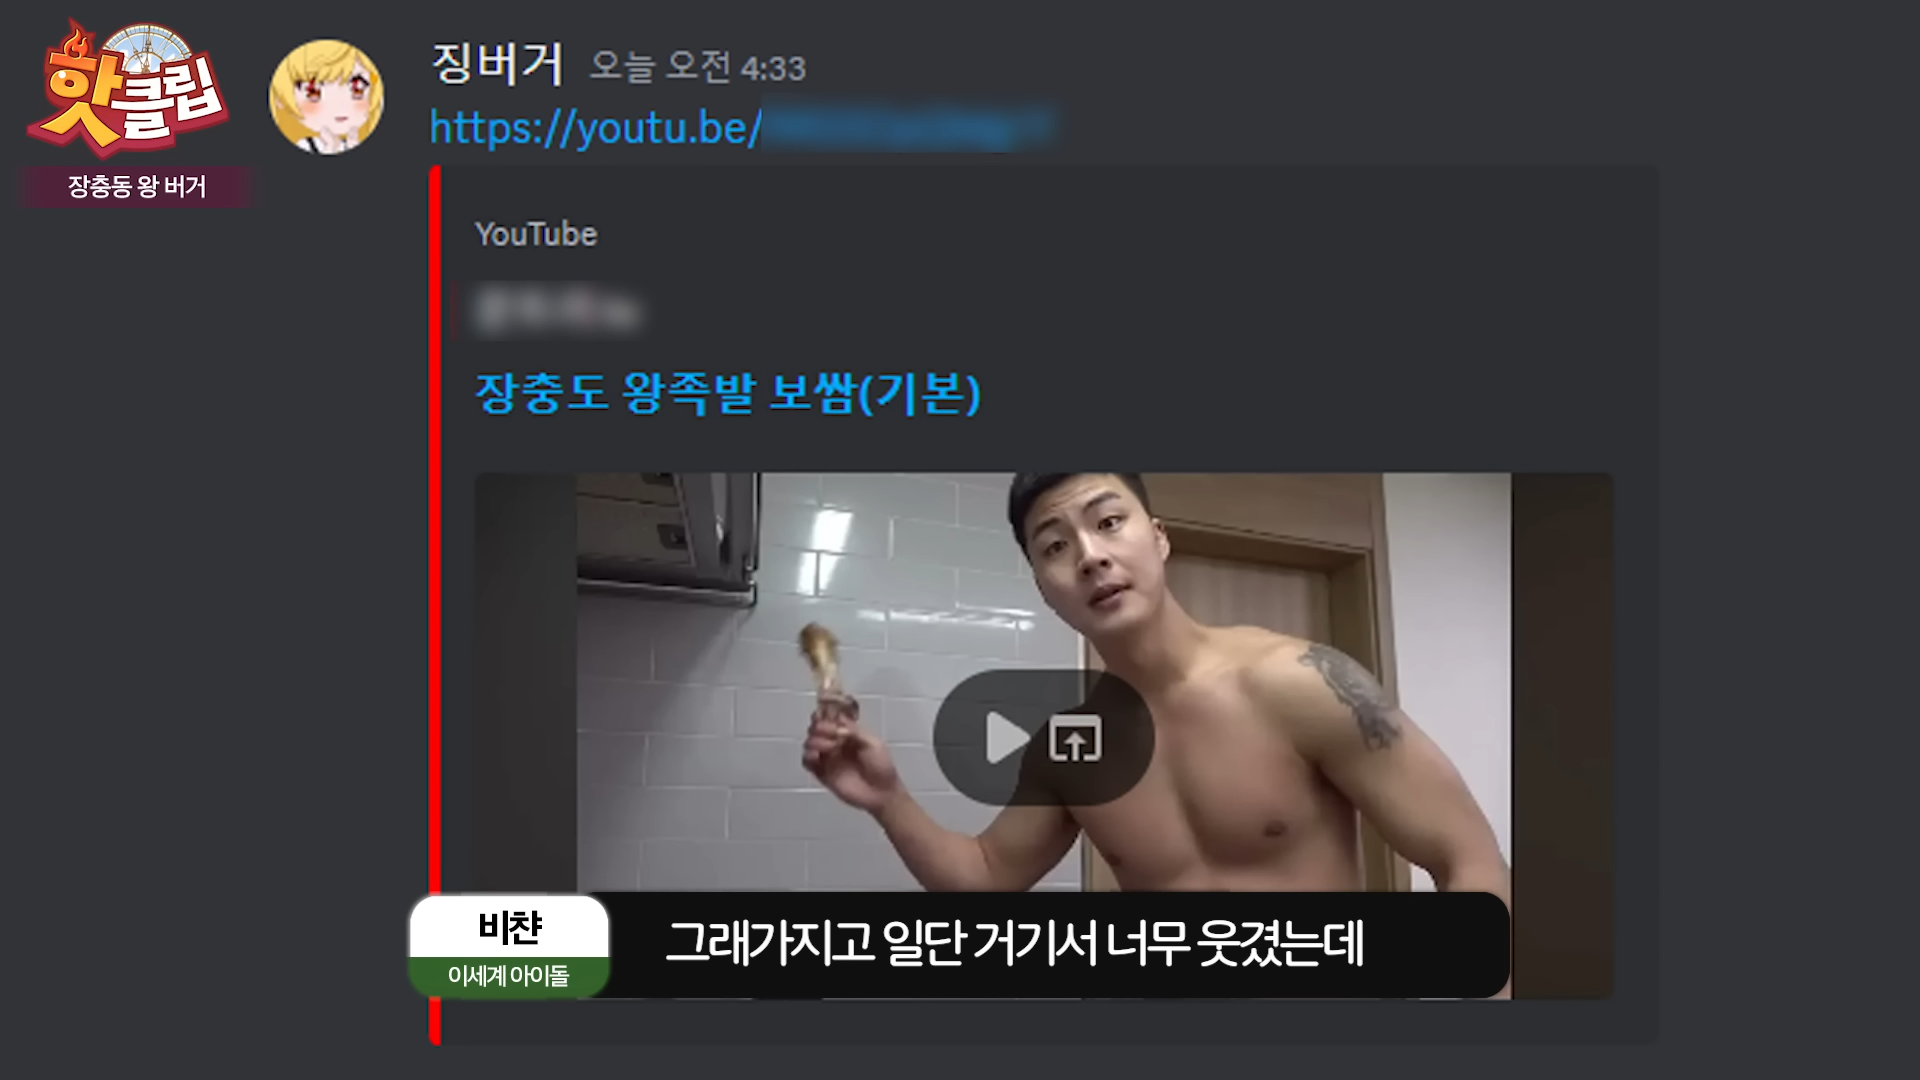 핫클립
장충동 왕 버거
징버거 오늘 오전 4:33
https://youtu.be/
YouTube
장충도 왕족발 보쌈(기본)
비챤
이세계 아이돌
그래가지고 일단 거기서 너무 웃겼는데